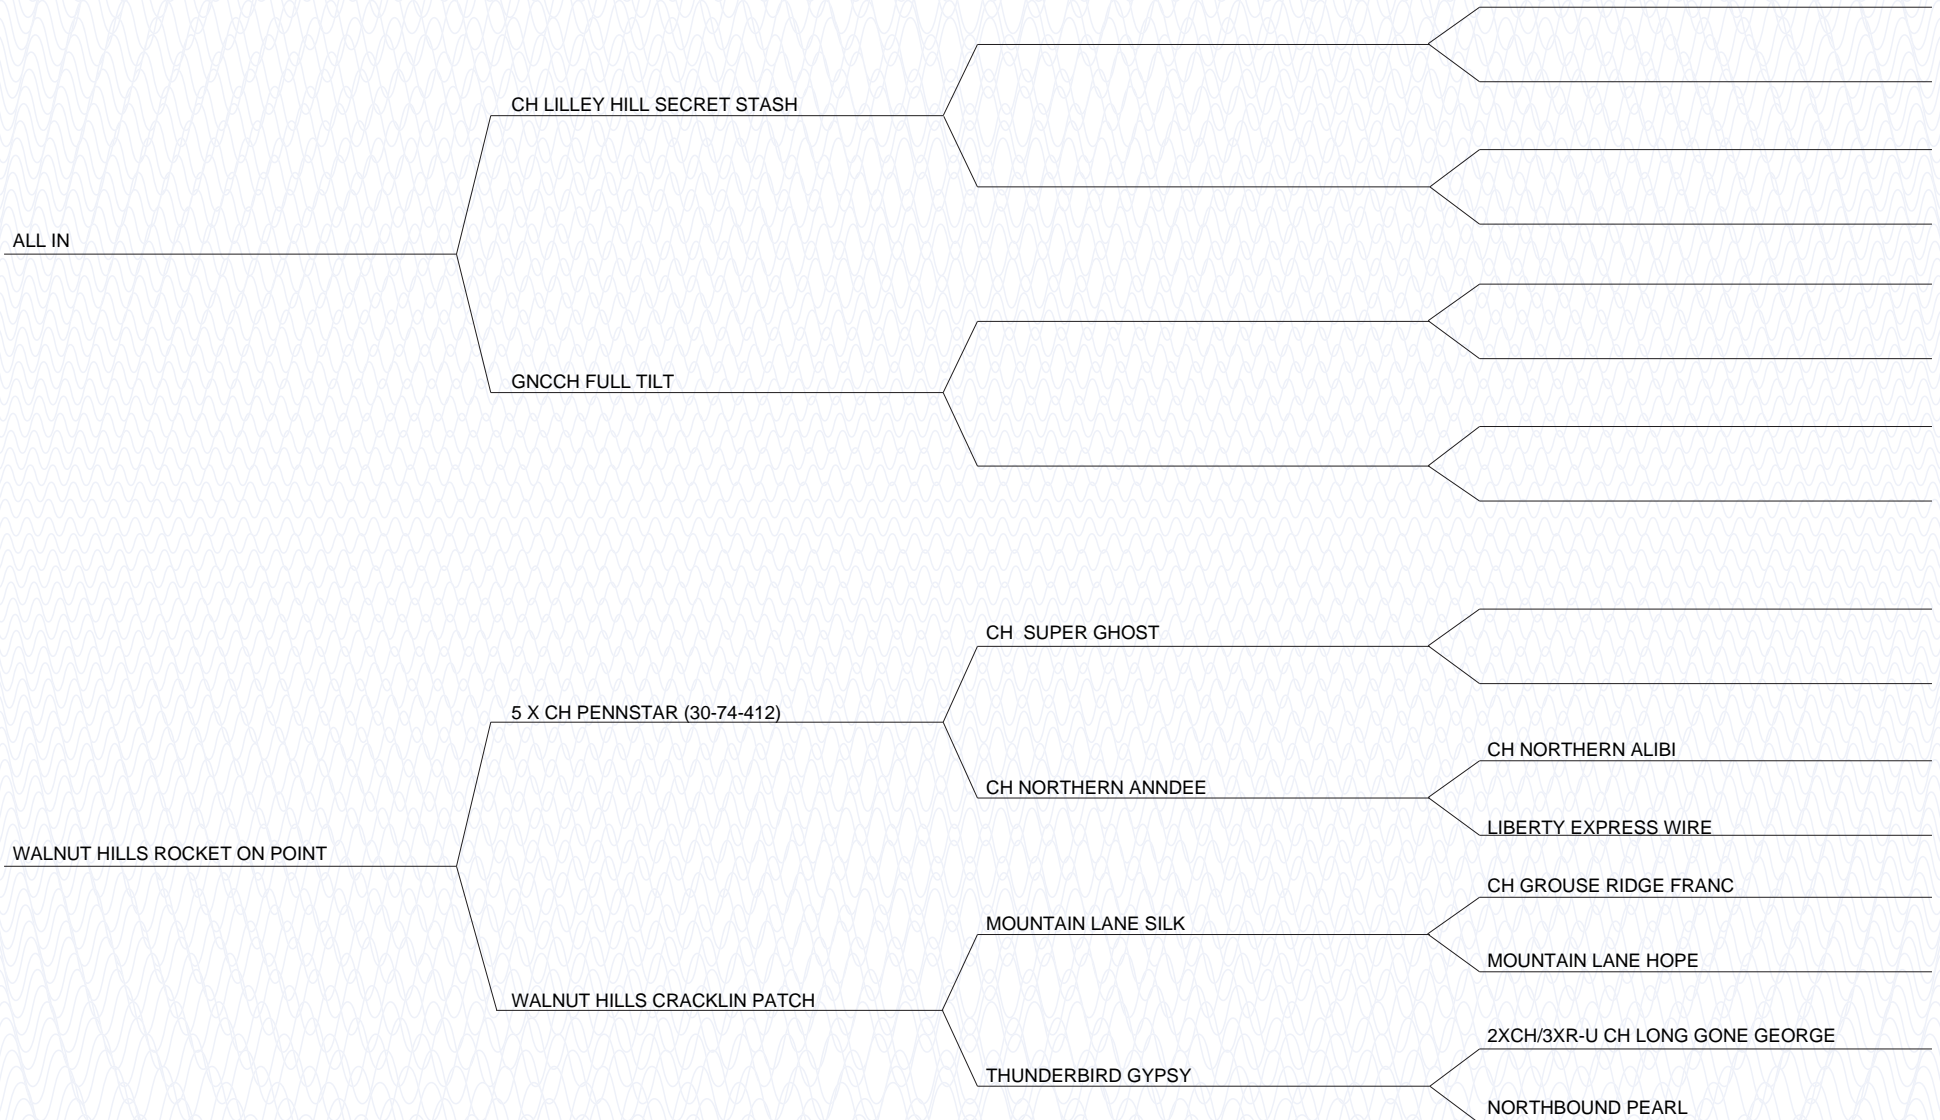 CH LILLEY HILL SECRET STASH
ALL IN
GNCCH FULL TILT
CH  SUPER GHOST
5 X CH PENNSTAR (30-74-412)
CH NORTHERN ALIBI
CH NORTHERN ANNDEE
LIBERTY EXPRESS WIRE
WALNUT HILLS ROCKET ON POINT
CH GROUSE RIDGE FRANC
MOUNTAIN LANE SILK
MOUNTAIN LANE HOPE
WALNUT HILLS CRACKLIN PATCH
2XCH/3XR-U CH LONG GONE GEORGE
THUNDERBIRD GYPSY
NORTHBOUND PEARL